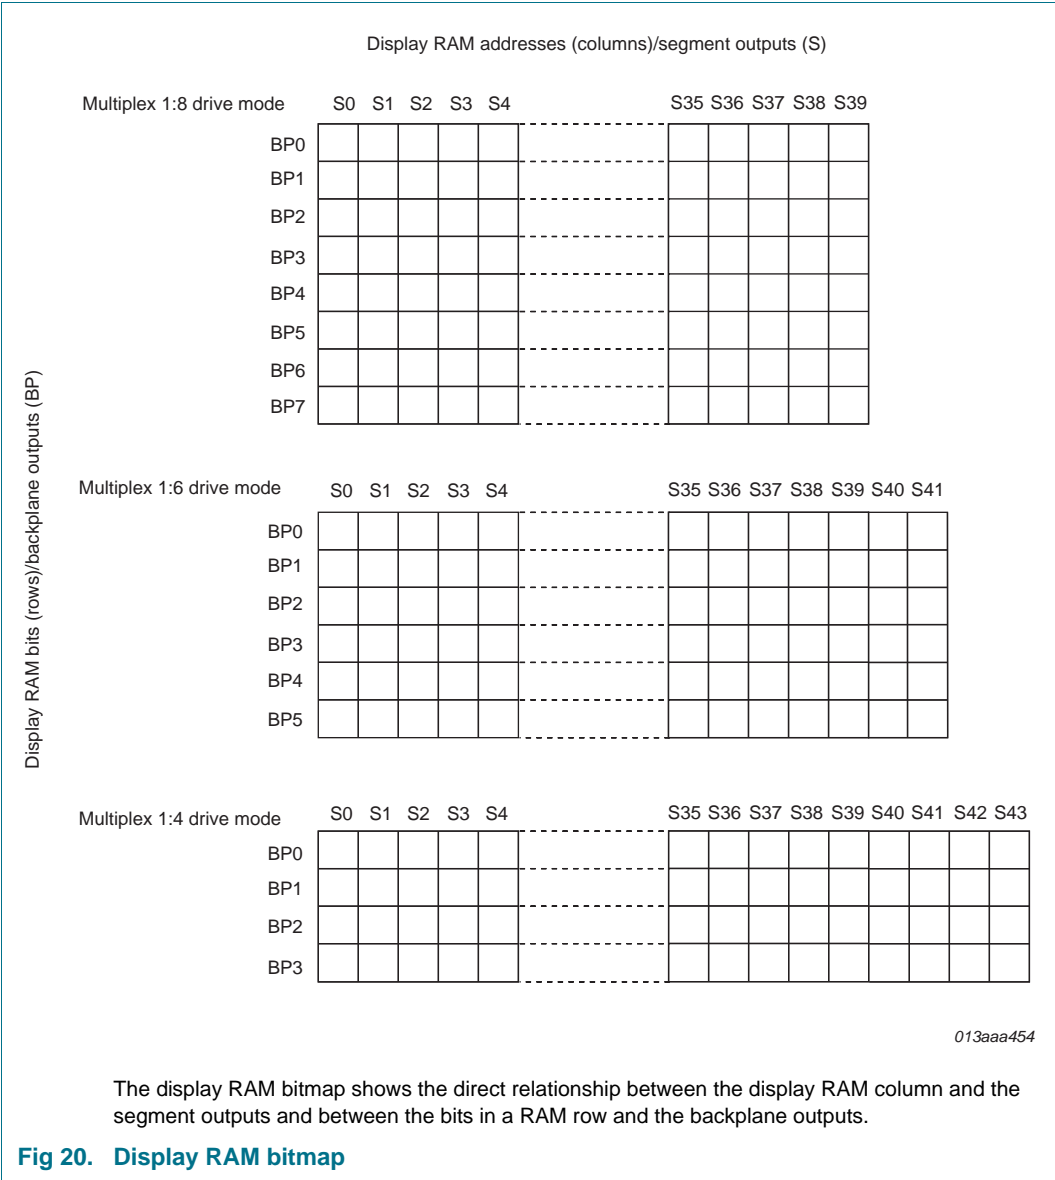 Display RAM addresses (columns)/segment outputs (S)
Display RAM bits (rows)/backplane outputs (BP)
Multiplex 1:8 drive mode S0 S1 S2 S3 S4 S35 S36 S37 S38 S39
BP0
BP1
BP2
BP3
BP4
BP5
BP6
BP7
Multiplex 1:6 drive mode S0 S1 S2 S3 S4 S35 S36 S37 S38 S39 S40 S41
BP0
BP1
BP2
BP3
BP4
BP5
Multiplex 1:4 drive mode S0 S1 S2 S3 S4 S35 S36 S37 S38 S39 S40 S41 S42 S43
BP0
BP1
BP2
BP3
013aaa454
The display RAM bitmap shows the direct relationship between the display RAM column and the
segment outputs and between the bits in a RAM row and the backplane outputs.
Fig 20. Display RAM bitmap